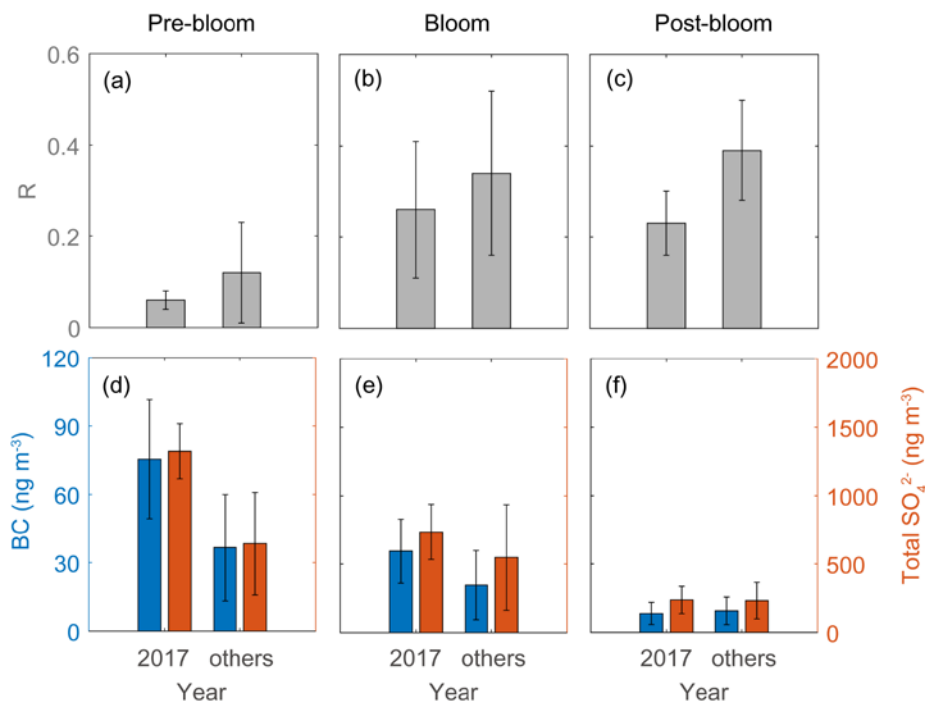 Pre-bloom Bloom Post-bloom
0.6 (a) (b) (c)
0.4
R
0.2
0
120 (d) (e) (f) 2000
90 1500
BC (ng m⁻³) 60 1000 Total SO₄²⁻ (ng m⁻³)
30 500
0 0
2017 others 2017 others 2017 others
Year Year Year